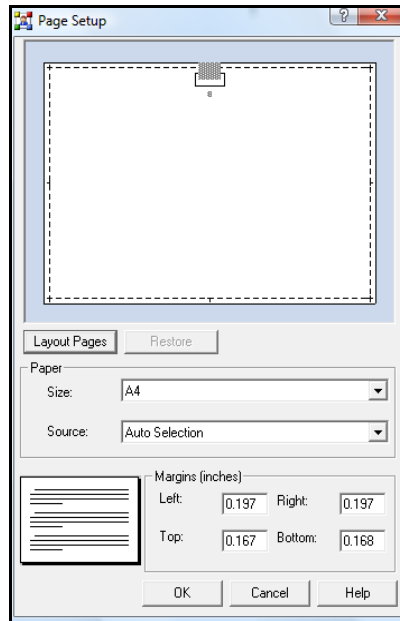 Page Setup
Layout Pages Restore
Paper
Size: A4
Source: Auto Selection
Margins (inches)
Left: 0.197 Right: 0.197
Top: 0.167 Bottom: 0.168
OK Cancel Help